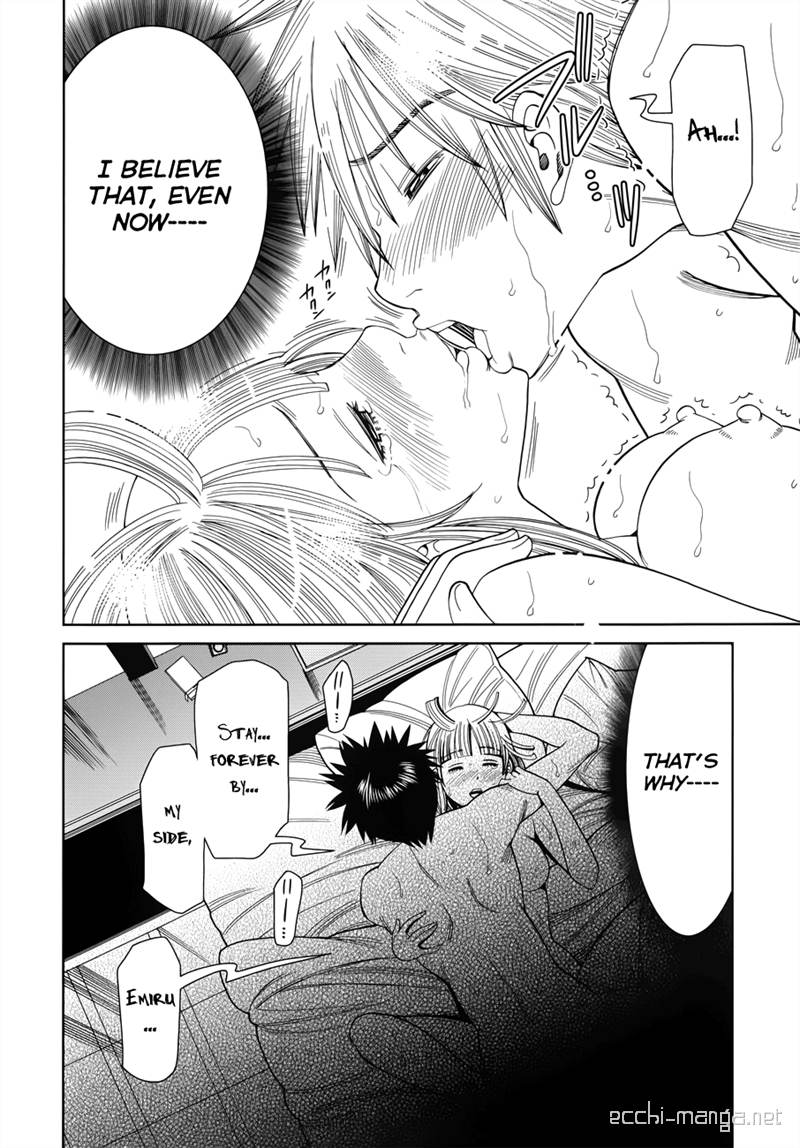 AH...!
I BELIEVE
THAT, EVEN
NOW----
THAT'S
WHY----
STAY...
FOREVER
BY...
MY
SIDE,
EMIRU
...
ecchi-manga.net